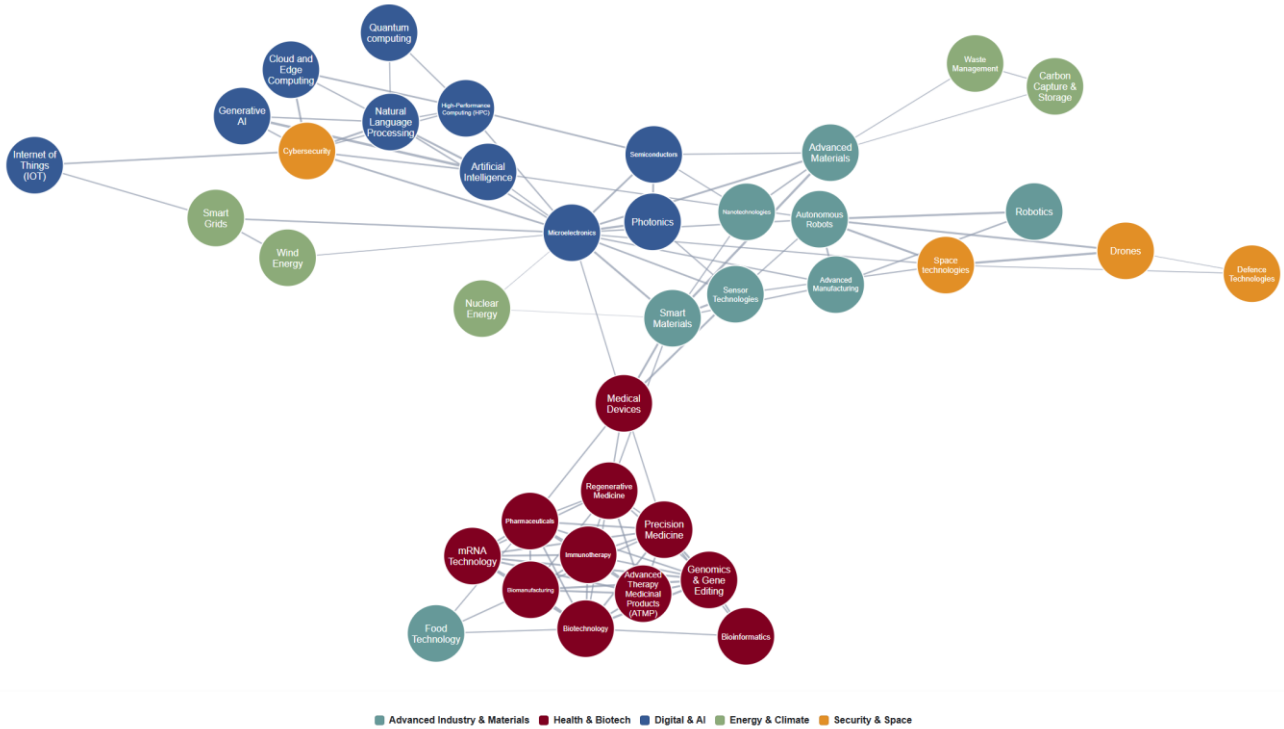 Quantum
computing
Cloud and
Edge
Computing
Generative
AI
Natural
Language
Processing
High-Performance
Computing (HPC)
Cybersecurity
Internet of
Things
(IOT)
Artificial
Intelligence
Semiconductors
Advanced
Materials
Waste
Management
Carbon
Capture &
Storage
Smart
Grids
Wind
Energy
Microelectronics
Photonics
Nanotechnologies
Autonomous
Robots
Robotics
Nuclear
Energy
Smart
Materials
Sensor
Technologies
Advanced
Manufacturing
Space
technologies
Drones
Defence
Technologies
Medical
Devices
Regenerative
Medicine
Pharmaceuticals
Precision
Medicine
mRNA
Technology
Immunotherapy
Biomanufacturing
Advanced
Therapy
Medicinal
Products
(ATMP)
Genomics
& Gene
Editing
Food
Technology
Biotechnology
Bioinformatics
Advanced Industry & Materials Health & Biotech Digital & AI Energy & Climate Security & Space